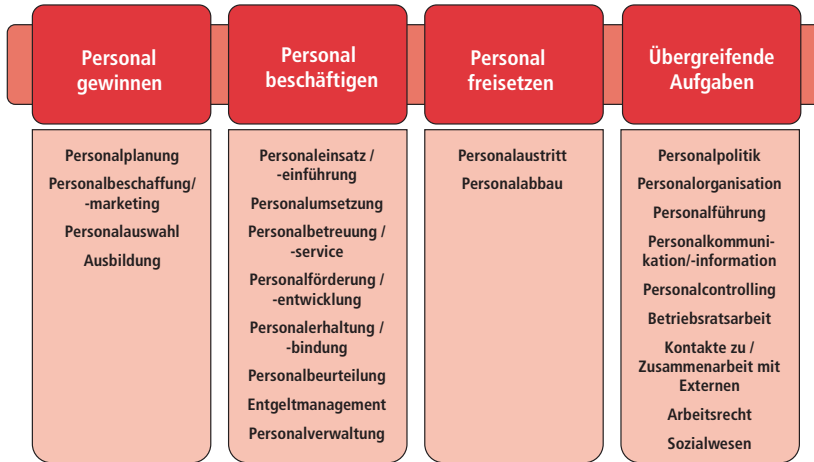 Personal
gewinnen
Personalplanung
Personalbeschaffung/
-marketing
Personalauswahl
Ausbildung
Personal
beschäftigen
Personaleinsatz /
-einführung
Personalumsetzung
Personalbetreuung /
-service
Personalförderung /
-entwicklung
Personalerhaltung /
-bindung
Personalbeurteilung
Entgeltmanagement
Personalverwaltung
Personal
freisetzen
Personalaustritt
Personalabbau
Übergreifende
Aufgaben
Personalpolitik
Personalorganisation
Personalführung
Personalkommuni-
kation/-information
Personalcontrolling
Betriebsratsarbeit
Kontakte zu /
Zusammenarbeit mit
Externen
Arbeitsrecht
Sozialwesen